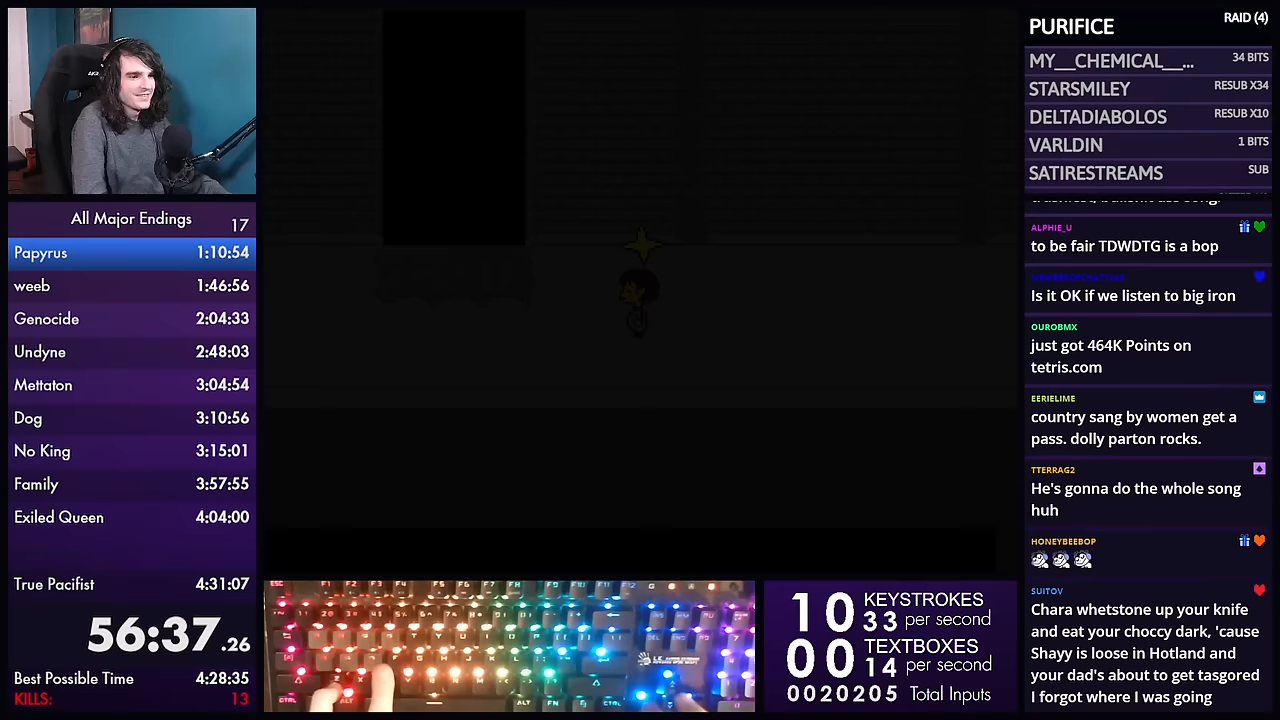 All Major Endings 17
Papyrus 1:10:54
weeb 1:46:56
Genocide 2:04:33
Undyne 2:48:03
Mettaton 3:04:54
Dog 3:10:56
No King 3:15:01
Family 3:57:55
Exiled Queen 4:04:00
True Pacifist 4:31:07
56:37.26
Best Possible Time 4:28:35
KILLS: 13
10 33 KEYSTROKES per second
00 14 TEXTBOXES per second
0020205 Total Inputs
PURIFICE RAID (4)
MY__CHEMICAL__... 34 BITS
STARSMILEY RESUB X34
DELTADIABOLOS RESUB X10
VARLDIN 1 BITS
SATIRESTREAMS SUB
ALPHIE_U
to be fair TDWDTG is a bop
Is it OK if we listen to big iron
OUROBMX
just got 464K Points on
tetris.com
EERIELIME
country sang by women get a
pass. dolly parton rocks.
TTERRAG2
He's gonna do the whole song
huh
HONEYBEEBOP
SUITOV
Chara whetstone up your knife
and eat your choccy dark, 'cause
Shayy is loose in Hotland and
your dad's about to get tasgored
I forgot where I was going